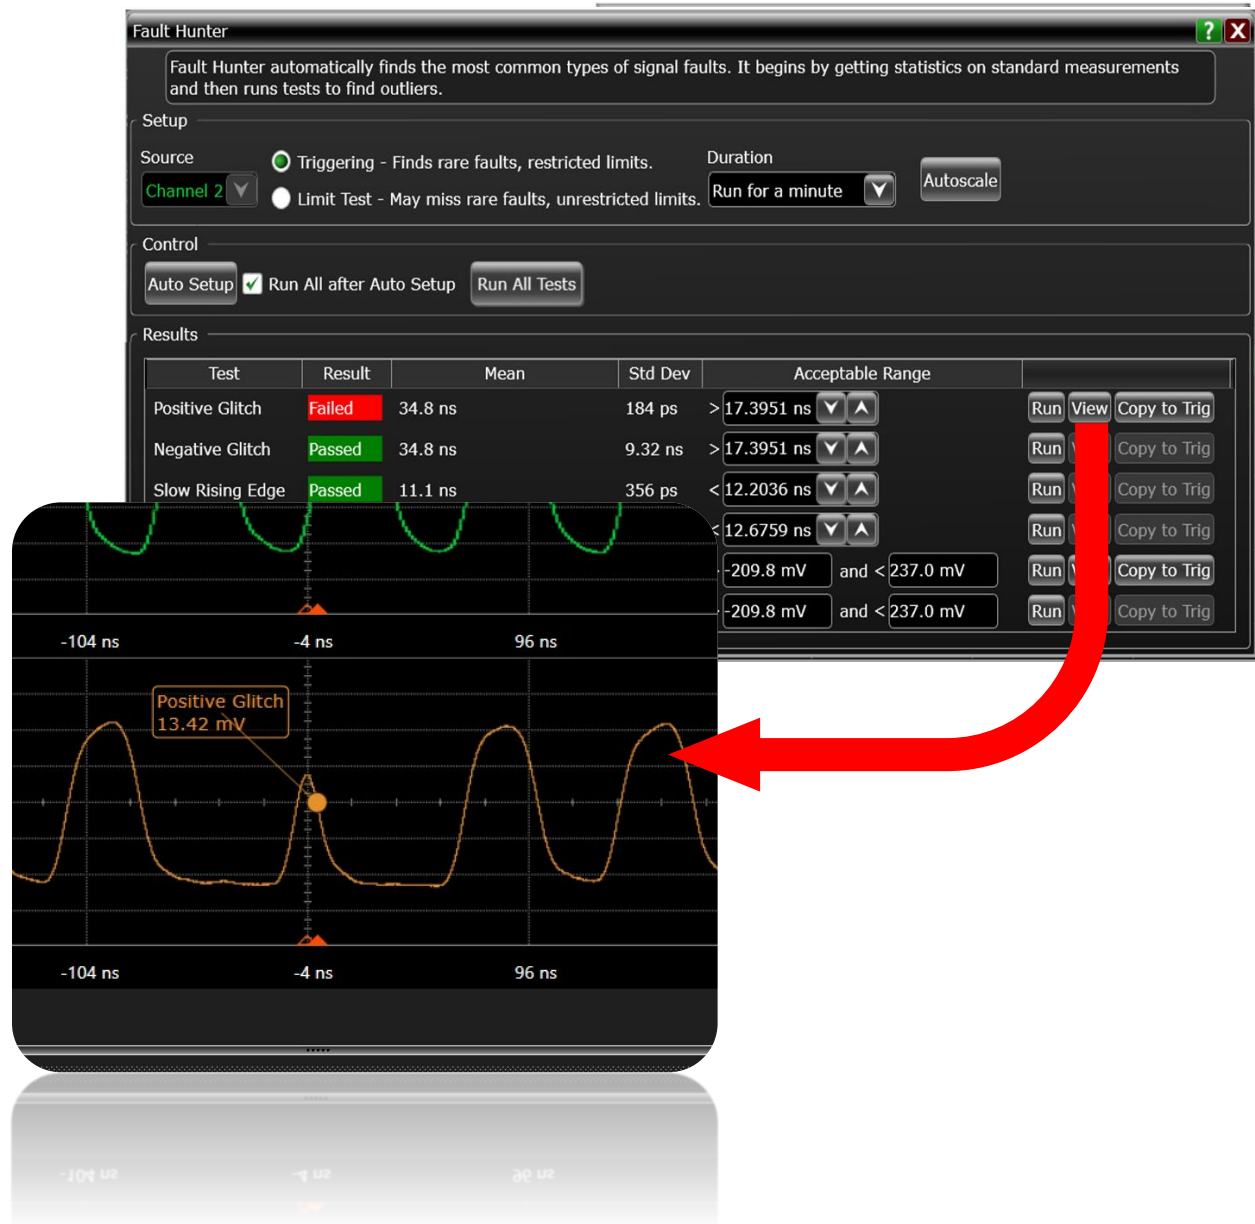 Fault Hunter
? X
Fault Hunter automatically finds the most common types of signal faults. It begins by getting statistics on standard measurements
and then runs tests to find outliers.
Setup
Source
Channel 2
Triggering - Finds rare faults, restricted limits.
Limit Test - May miss rare faults, unrestricted limits.
Duration
Run for a minute
Autoscale
Control
Auto Setup Run All after Auto Setup Run All Tests
Results
Test Result Mean Std Dev Acceptable Range
Positive Glitch Failed 34.8 ns 184 ps > 17.3951 ns Run View Copy to Trig
Negative Glitch Passed 34.8 ns 9.32 ns > 17.3951 ns Run Copy to Trig
Slow Rising Edge Passed 11.1 ns 356 ps < 12.2036 ns Run Copy to Trig
< 12.6759 ns Run Copy to Trig
-209.8 mV and < 237.0 mV Run Copy to Trig
-209.8 mV and < 237.0 mV Run Copy to Trig
-104 ns -4 ns 96 ns
Positive Glitch
13.42 mV
-104 ns -4 ns 96 ns